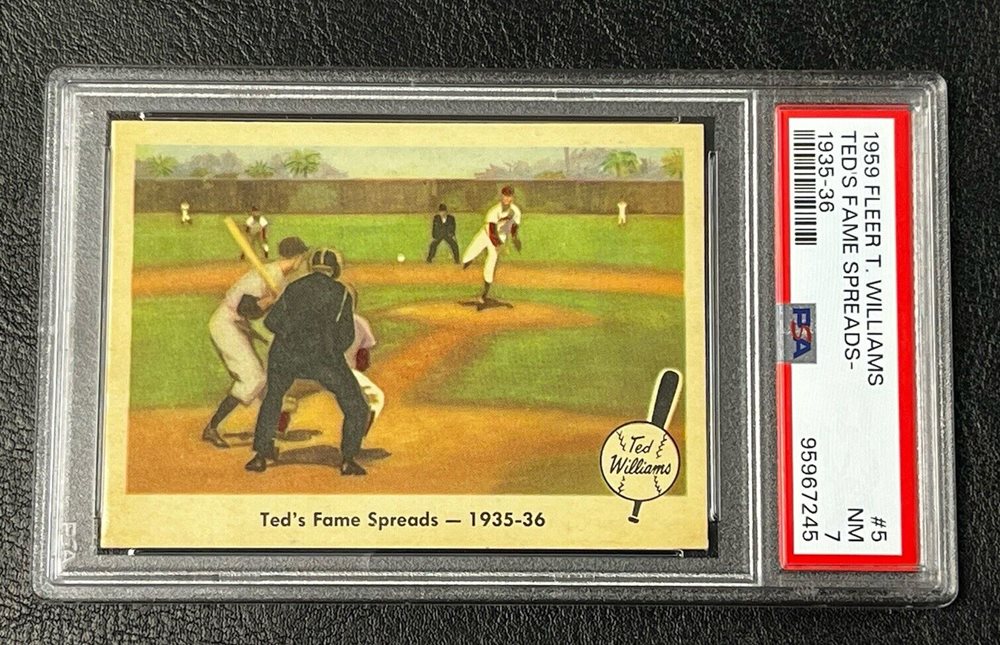 Ted Williams
Ted's Fame Spreads — 1935-36
1959 FLEER T. WILLIAMS
TED'S FAME SPREADS-
1935-36
PSA
#5
NM
7
95967245